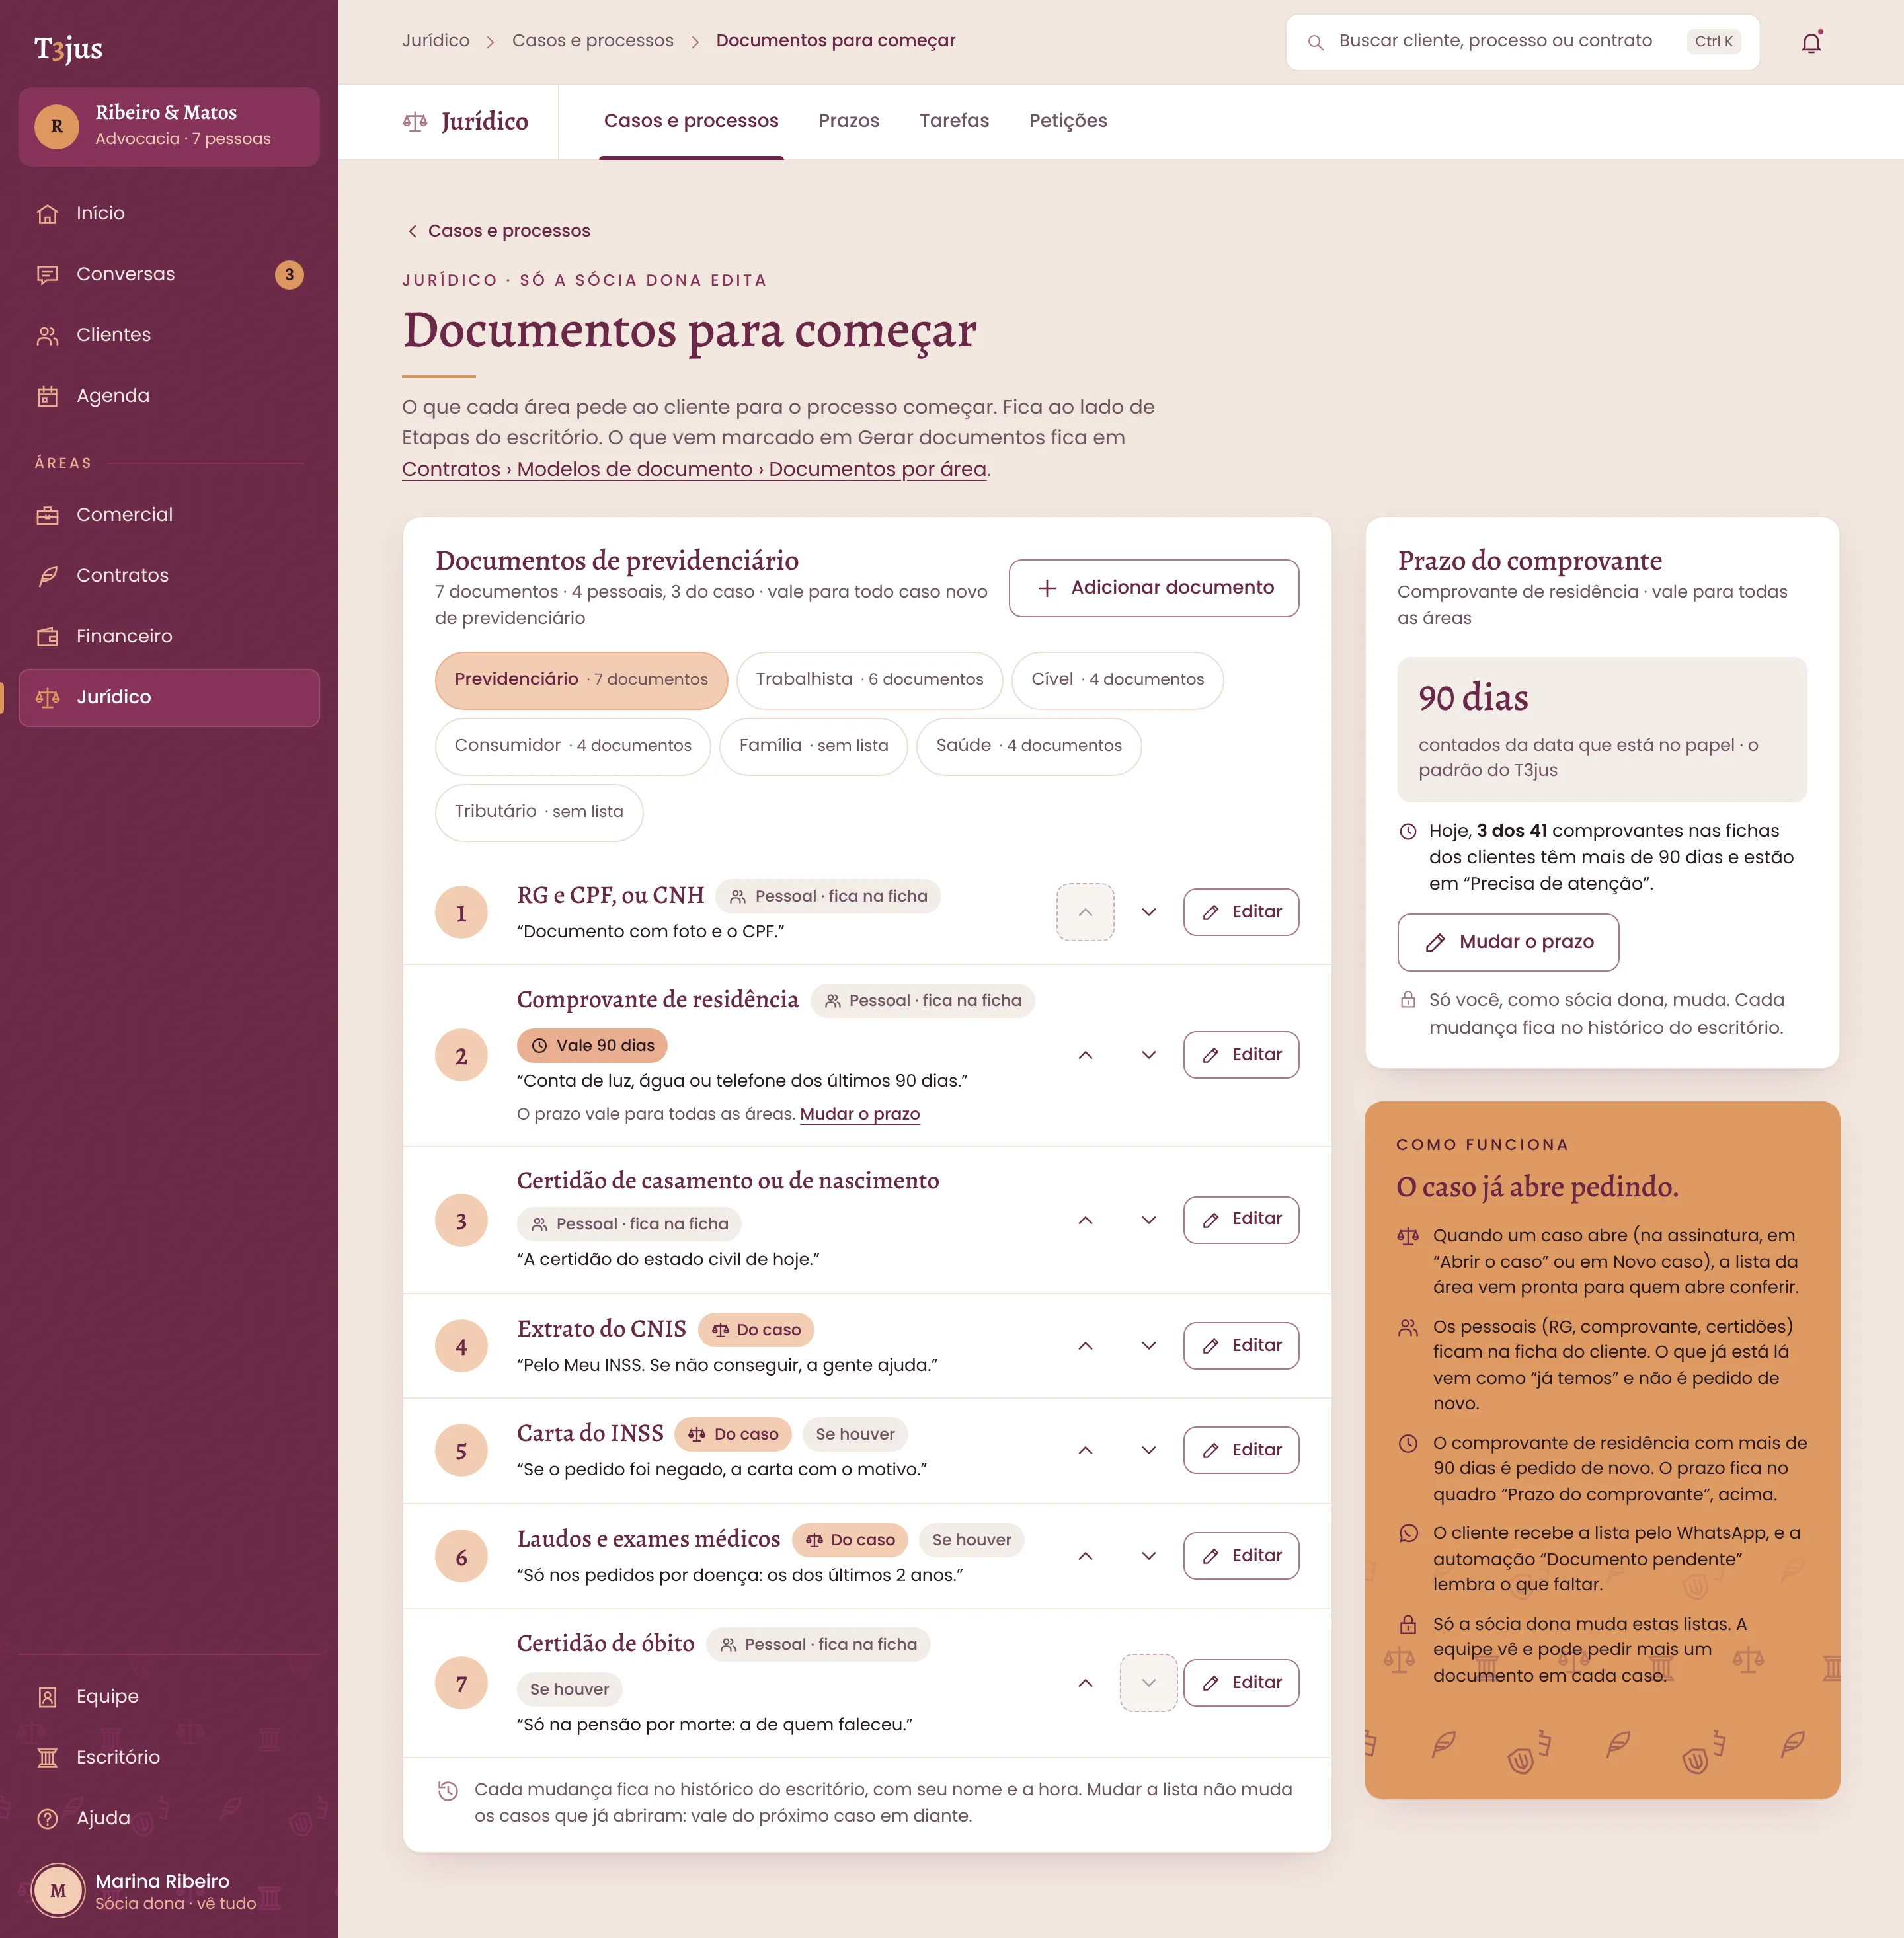 T3jus
R
Ribeiro & Matos
Advocacia · 7 pessoas
Início
Conversas
3
Clientes
Agenda
ÁREAS
Comercial
Contratos
Financeiro
Jurídico
Equipe
Escritório
Ajuda
M
Marina Ribeiro
Sócia dona · vê tudo
Jurídico
Casos e processos
Documentos para começar
Buscar cliente, processo ou contrato
Ctrl K
Jurídico
Casos e processos
Prazos
Tarefas
Petições
Casos e processos
JURÍDICO · SÓ A SÓCIA DONA EDITA
Documentos para começar
O que cada área pede ao cliente para o processo começar. Fica ao lado de
Etapas do escritório. O que vem marcado em Gerar documentos fica em
Contratos › Modelos de documento › Documentos por área.
Documentos de previdenciário
7 documentos · 4 pessoais, 3 do caso · vale para todo caso novo
de previdenciário
Adicionar documento
Previdenciário · 7 documentos
Trabalhista · 6 documentos
Cível · 4 documentos
Consumidor · 4 documentos
Família · sem lista
Saúde · 4 documentos
Tributário · sem lista
1
RG e CPF, ou CNH
Pessoal · fica na ficha
“Documento com foto e o CPF.”
Editar
2
Comprovante de residência
Pessoal · fica na ficha
Vale 90 dias
“Conta de luz, água ou telefone dos últimos 90 dias.”
O prazo vale para todas as áreas. Mudar o prazo
Editar
3
Certidão de casamento ou de nascimento
Pessoal · fica na ficha
“A certidão do estado civil de hoje.”
Editar
4
Extrato do CNIS
Do caso
“Pelo Meu INSS. Se não conseguir, a gente ajuda.”
Editar
5
Carta do INSS
Do caso
Se houver
“Se o pedido foi negado, a carta com o motivo.”
Editar
6
Laudos e exames médicos
Do caso
Se houver
“Só nos pedidos por doença: os dos últimos 2 anos.”
Editar
7
Certidão de óbito
Pessoal · fica na ficha
Se houver
“Só na pensão por morte: a de quem faleceu.”
Editar
Cada mudança fica no histórico do escritório, com seu nome e a hora. Mudar a lista não muda
os casos que já abriram: vale do próximo caso em diante.
Prazo do comprovante
Comprovante de residência · vale para todas
as áreas
90 dias
contados da data que está no papel · o
padrão do T3jus
Hoje, 3 dos 41 comprovantes nas fichas
dos clientes têm mais de 90 dias e estão
em “Precisa de atenção”.
Mudar o prazo
Só você, como sócia dona, muda. Cada
mudança fica no histórico do escritório.
COMO FUNCIONA
O caso já abre pedindo.
Quando um caso abre (na assinatura, em
“Abrir o caso” ou em Novo caso), a lista da
área vem pronta para quem abre conferir.
Os pessoais (RG, comprovante, certidões)
ficam na ficha do cliente. O que já está lá
vem como “já temos” e não é pedido de
novo.
O comprovante de residência com mais de
90 dias é pedido de novo. O prazo fica no
quadro “Prazo do comprovante”, acima.
O cliente recebe a lista pelo WhatsApp, e a
automação “Documento pendente”
lembra o que faltar.
Só a sócia dona muda estas listas. A
equipe vê e pode pedir mais um
documento em cada caso.